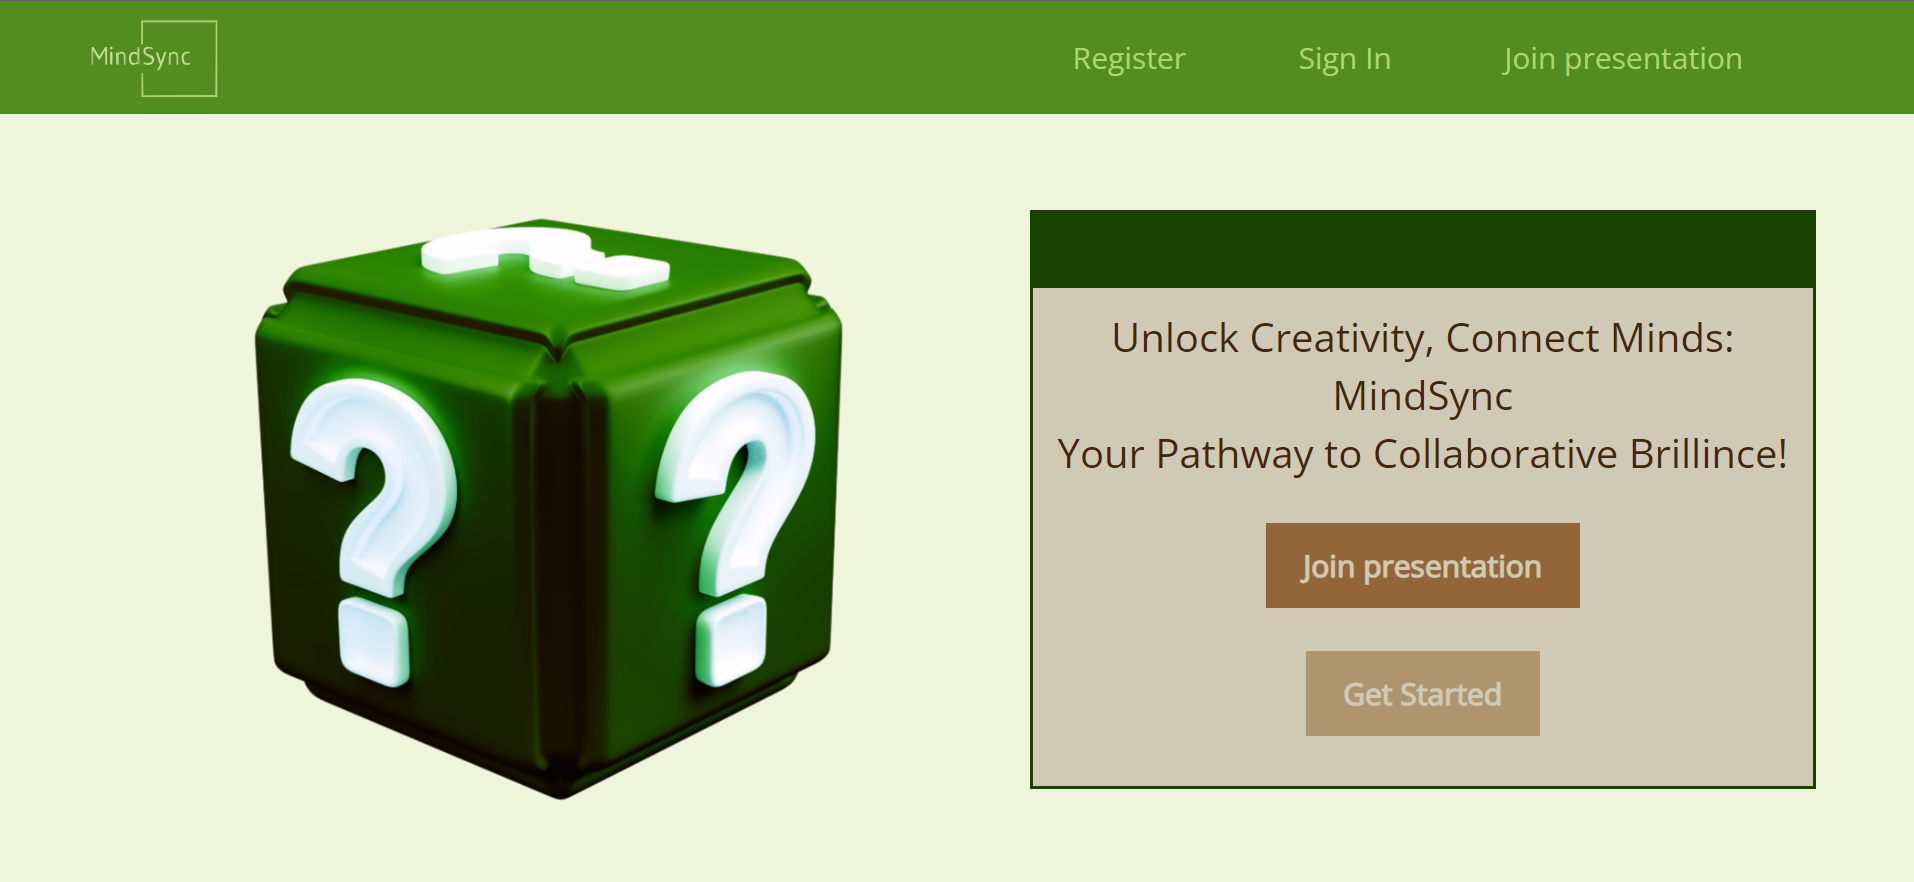 MindSync
Register
Sign In
Join presentation
?
?
?
Unlock Creativity, Connect Minds:
MindSync
Your Pathway to Collaborative Brillince!
Join presentation
Get Started